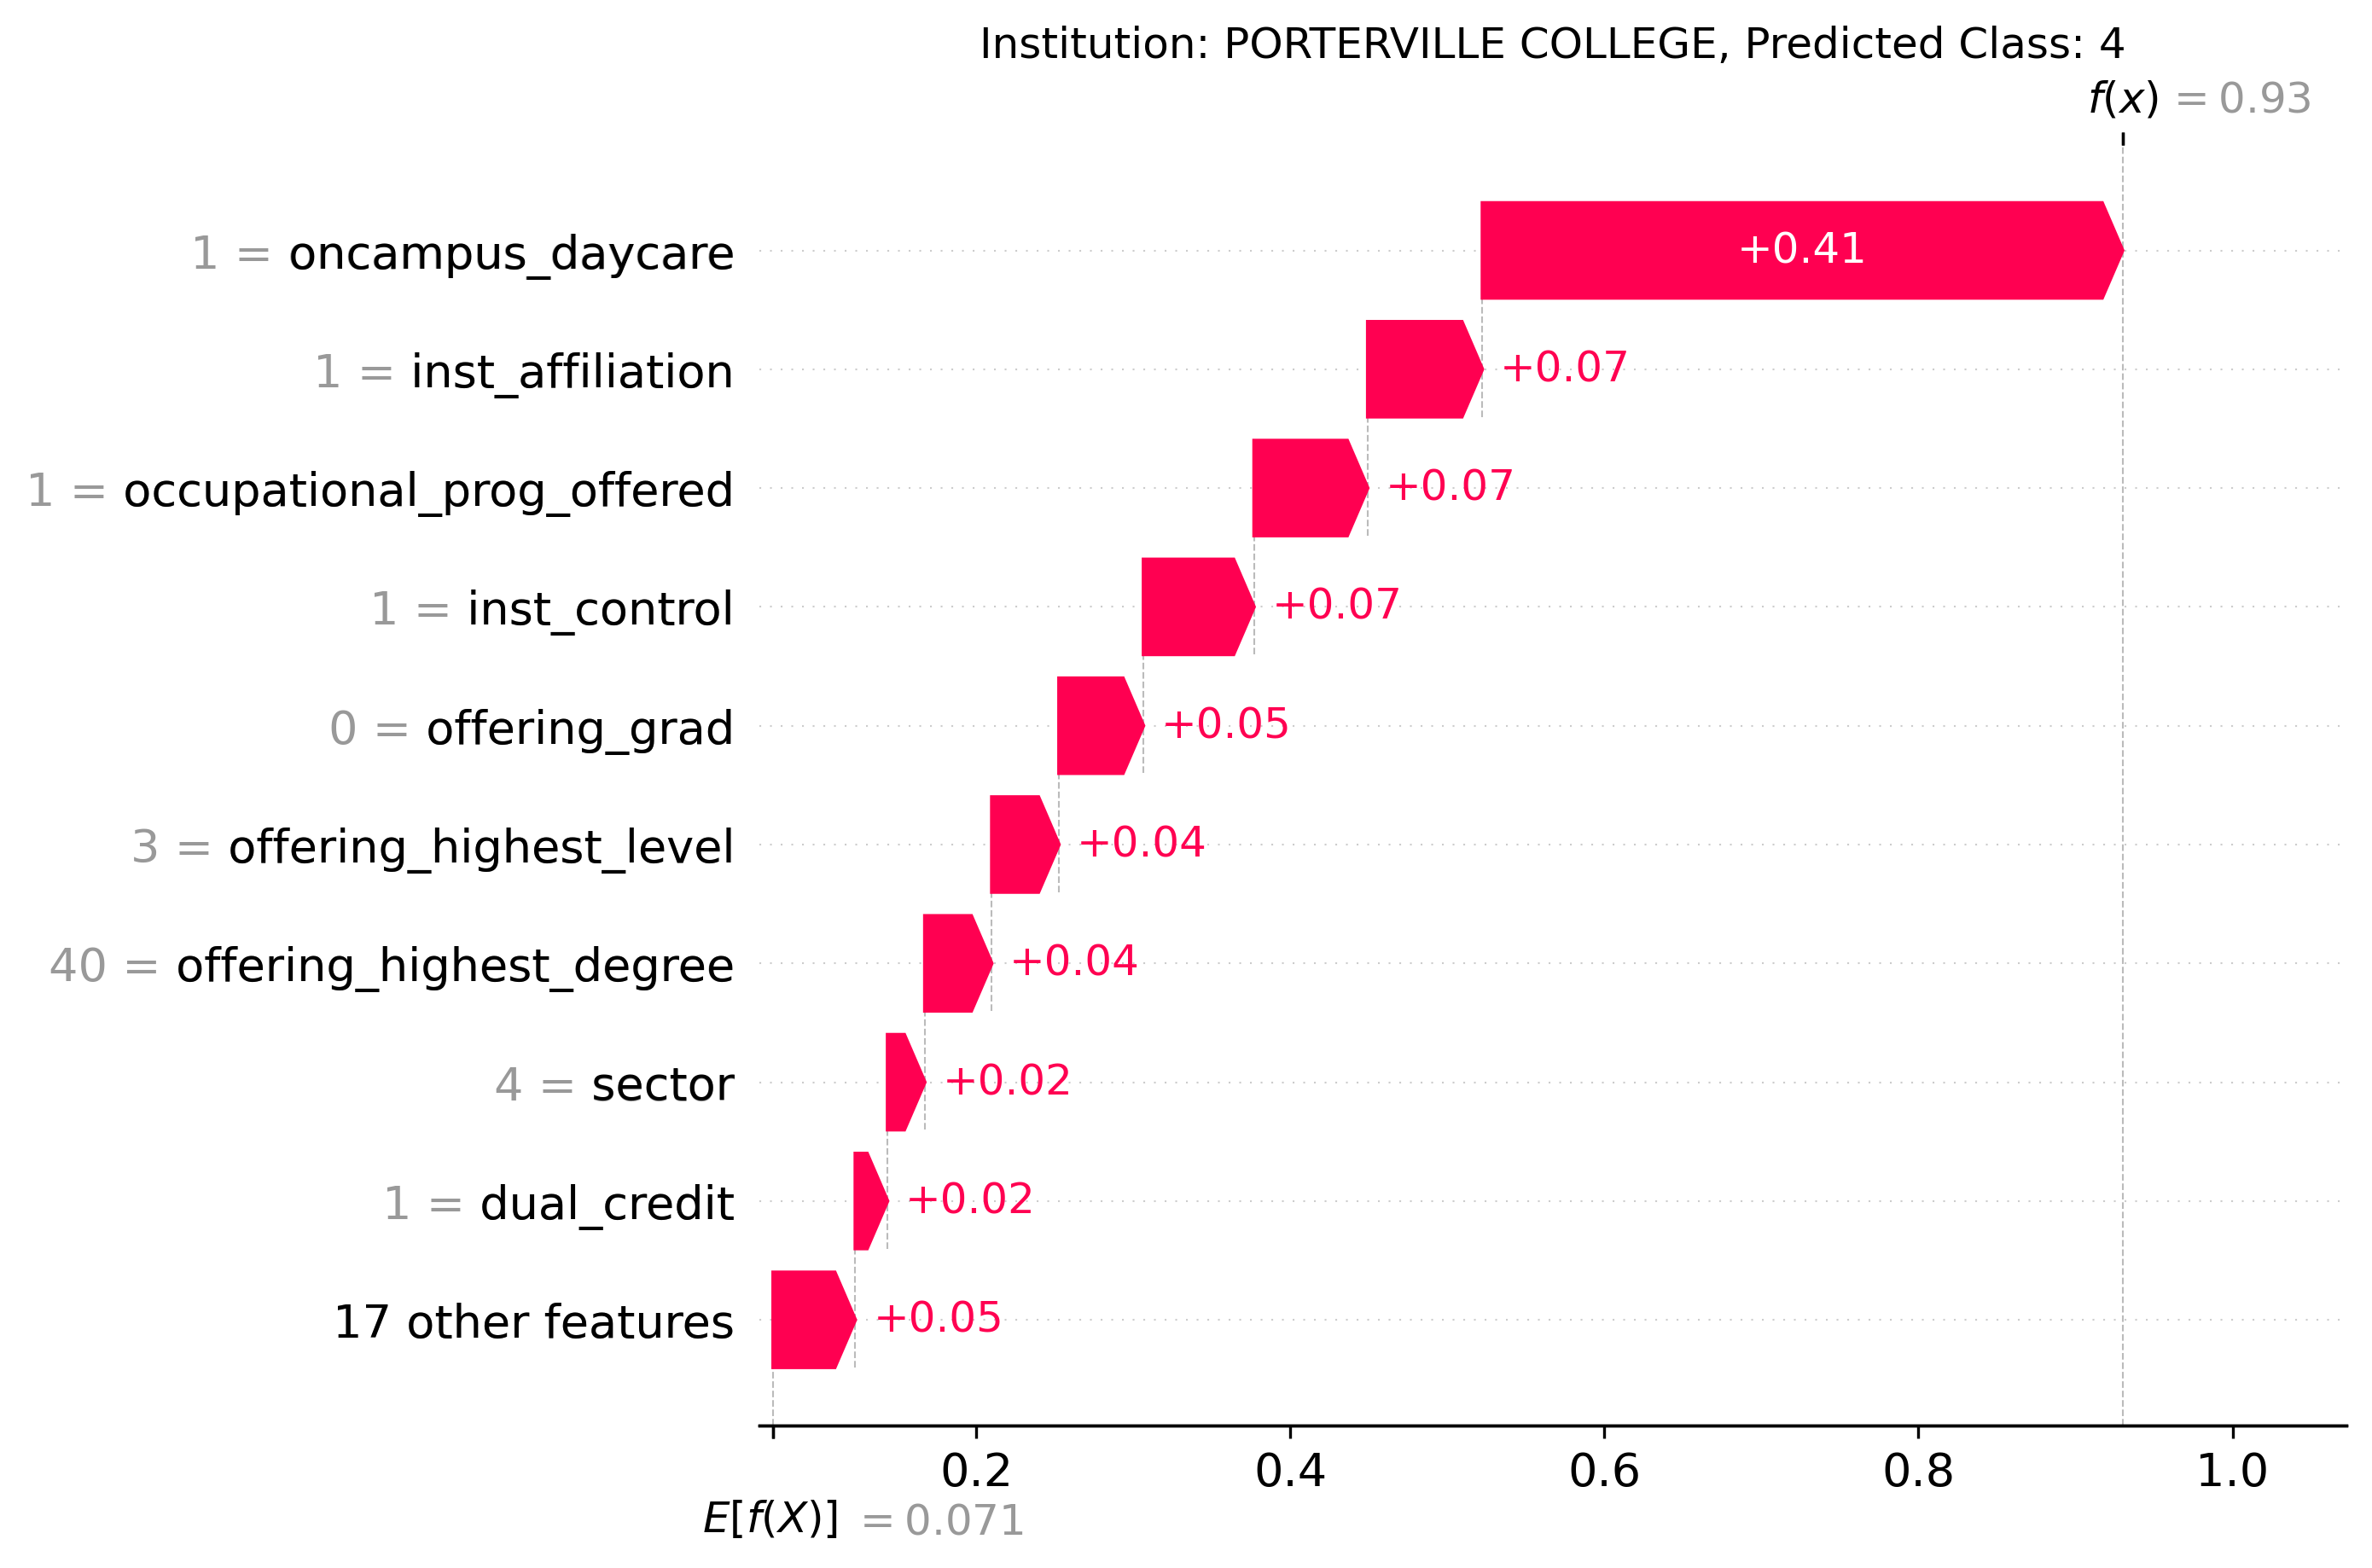 Institution: PORTERVILLE COLLEGE, Predicted Class: 4
f(x) = 0.93
1 = oncampus_daycare +0.41
1 = inst_affiliation +0.07
1 = occupational_prog_offered +0.07
1 = inst_control +0.07
0 = offering_grad +0.05
3 = offering_highest_level +0.04
40 = offering_highest_degree +0.04
4 = sector +0.02
1 = dual_credit +0.02
17 other features +0.05
0.2 0.4 0.6 0.8 1.0
E[f(X)] = 0.071